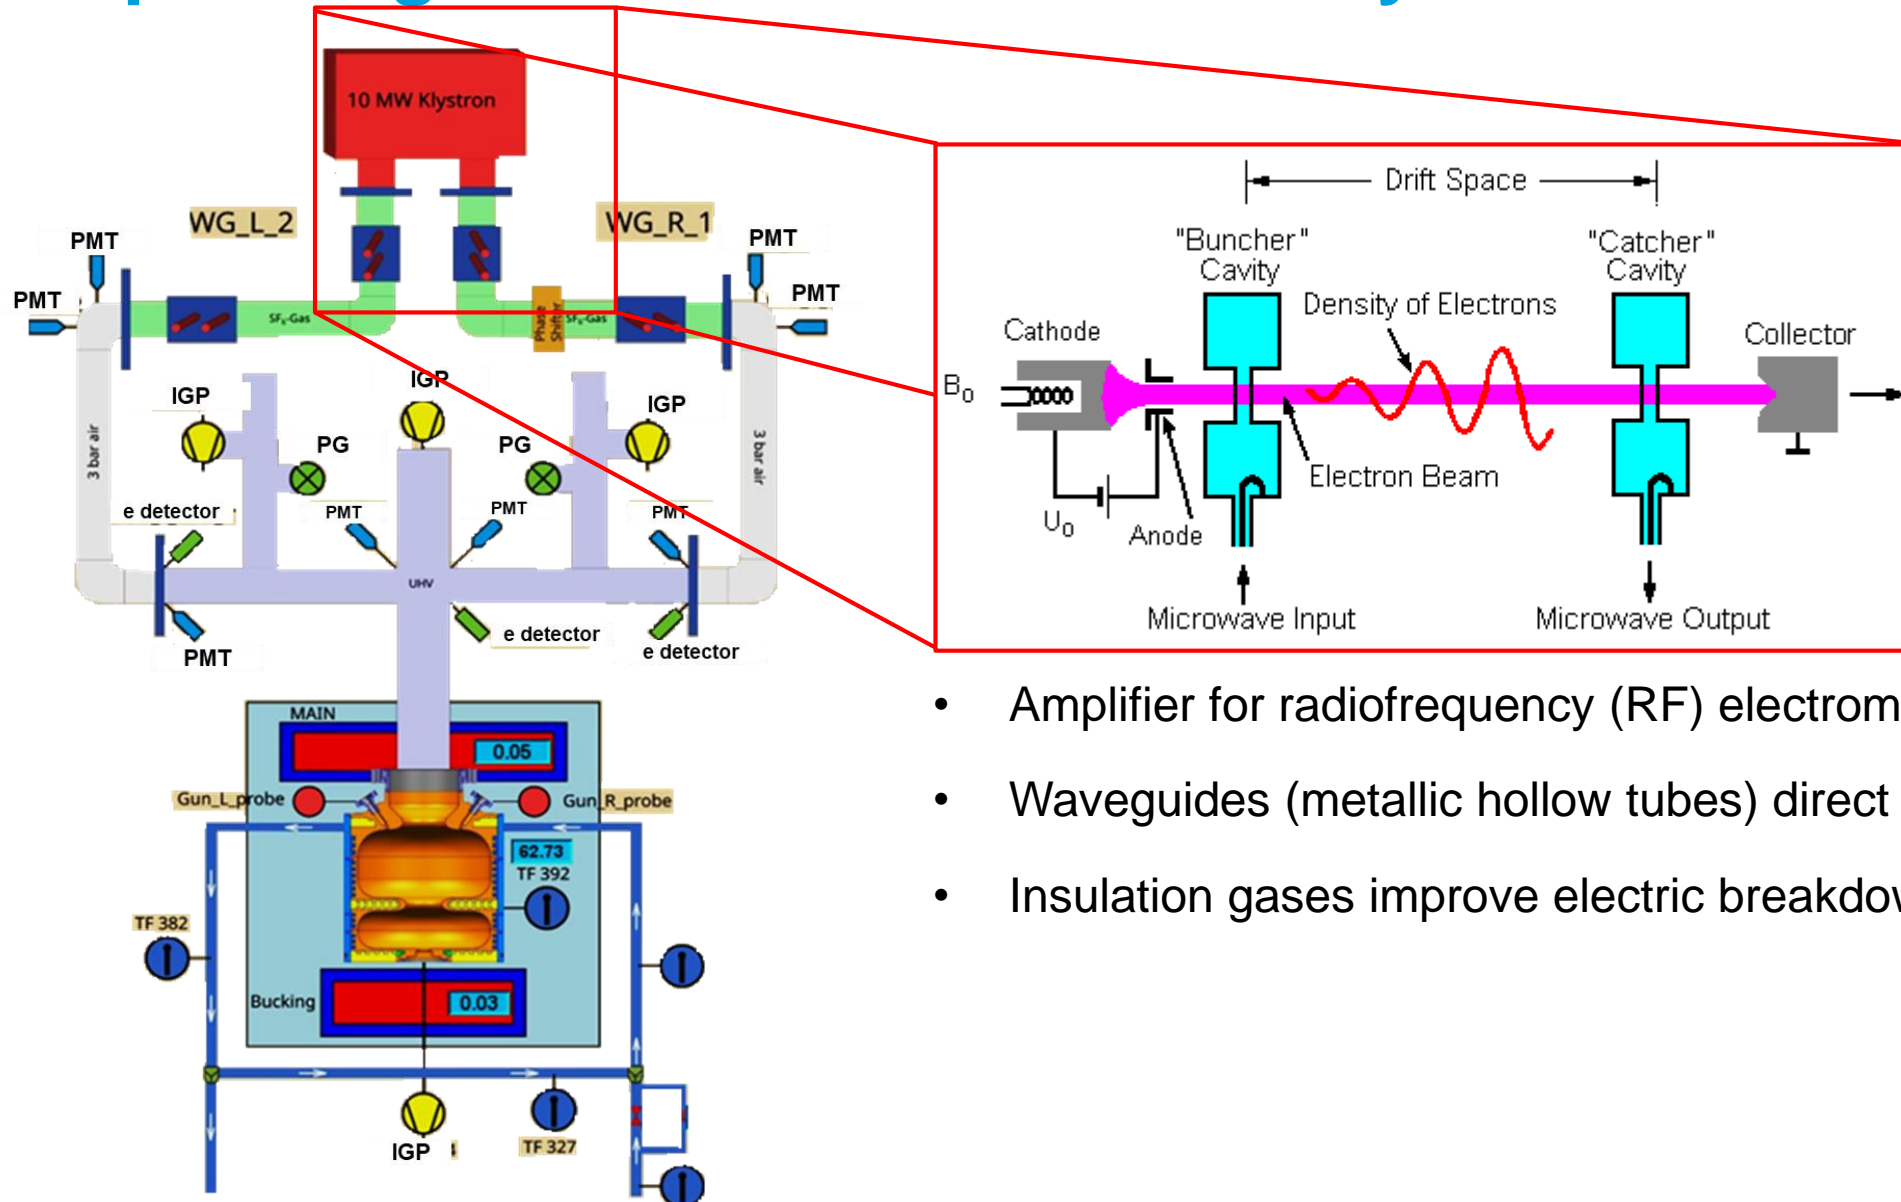 10 MW Klystron
WG_L_2
WG_R_1
PMT
PMT
PMT
PMT
SF₆-Gas
Phase Shifter
SF₆-Gas
IGP
IGP
IGP
3 bar air
3 bar air
PG
PG
e detector
PMT
PMT
PMT
UHV
PMT
e detector
e detector
MAIN
0.05
Gun_L_probe
Gun_R_probe
62.73
TF 392
TF 382
Bucking
0.03
IGP
TF 327
Drift Space
"Buncher"
Cavity
"Catcher"
Cavity
Density of Electrons
Cathode
Collector
B₀
Electron Beam
U₀
Anode
Microwave Input
Microwave Output
• Amplifier for radiofrequency (RF) electrom
• Waveguides (metallic hollow tubes) direct
• Insulation gases improve electric breakdow